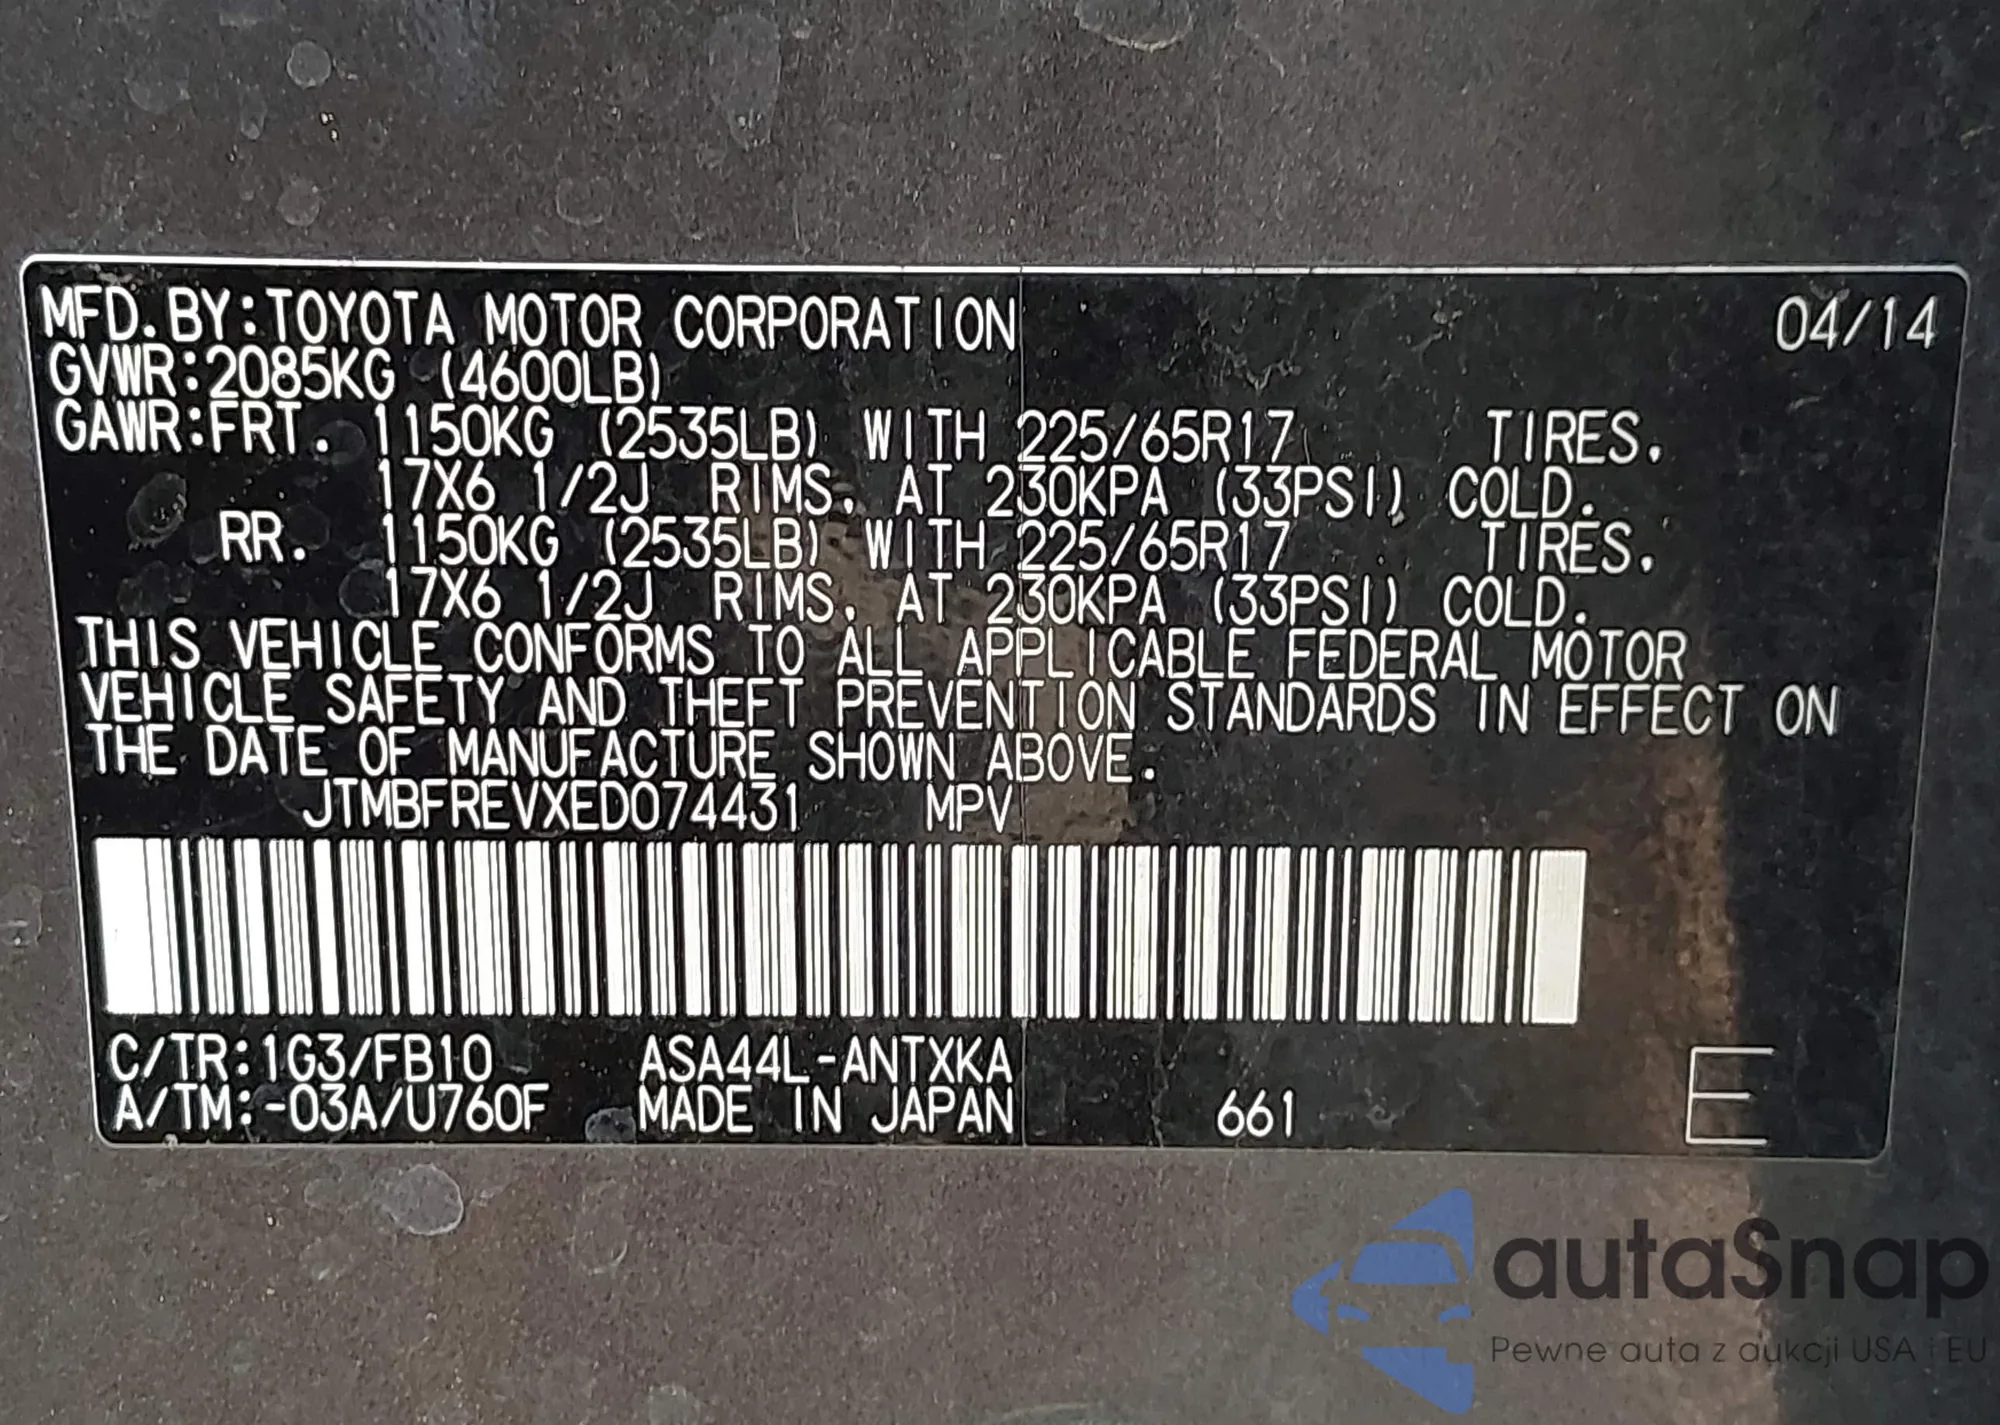 MFD.BY:TOYOTA MOTOR CORPORATION 04/14
GVWR:2085KG (4600LB)
GAWR:FRT. 1150KG (2535LB) WITH 225/65R17 TIRES.
17X6 1/2J RIMS, AT 230KPA (33PSI) COLD.
RR. 1150KG (2535LB) WITH 225/65R17 TIRES.
17X6 1/2J RIMS, AT 230KPA (33PSI) COLD.
THIS VEHICLE CONFORMS TO ALL APPLICABLE FEDERAL MOTOR
VEHICLE SAFETY AND THEFT PREVENTION STANDARDS IN EFFECT ON
THE DATE OF MANUFACTURE SHOWN ABOVE.
JTMBFREVXED074431 MPV
C/TR:1G3/FB10 ASA44L-ANTXKA
A/TM:-03A/U760F MADE IN JAPAN 661 E
autaSnap
Pewne auta z aukcji USA i EU